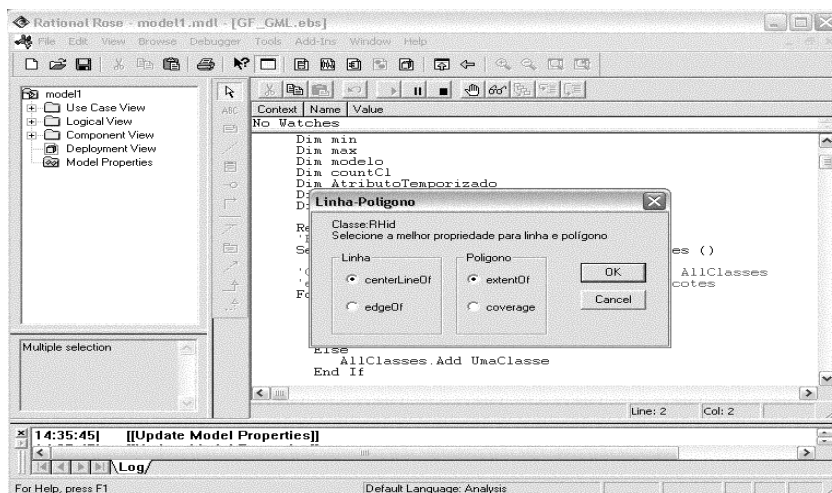 Rational Rose - model1.mdl - [GF_GML.ebs]
File Edit View Browse Debugger Tools Add-Ins Window Help
model1
Use Case View
Logical View
Component View
Deployment View
Model Properties
ABC
Context Name Value
No Watches
Dim min
Dim max
Dim modelo
Dim countCl
Dim AtributoTemporizado
Linha-Poligono
Classe:RHid
Selecione a melhor propriedade para linha e polígono
Linha
centerLineOf
edgeOf
Poligono
extentOf
coverage
OK
Cancel
es ()
AllClasses
cotes
Else
AllClasses.Add UmaClasse
End If
Multiple selection
Line: 2 Col: 2
14:35:45| [[Update Model Properties]]
Log
For Help, press F1
Default Language: Analysis